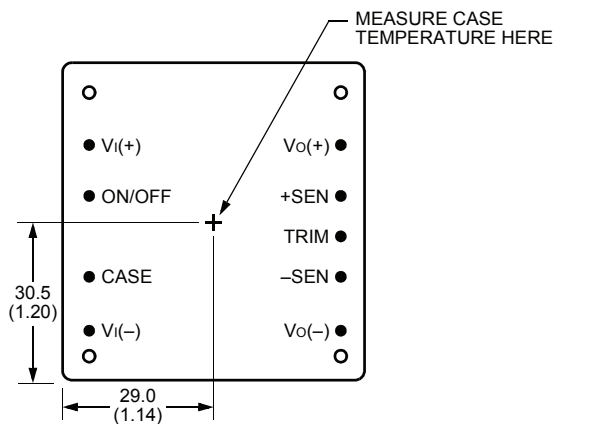 MEASURE CASE
TEMPERATURE HERE
VI(+)
VO(+)
ON/OFF
+SEN
TRIM
CASE
–SEN
30.5
(1.20)
VI(–)
VO(–)
29.0
(1.14)